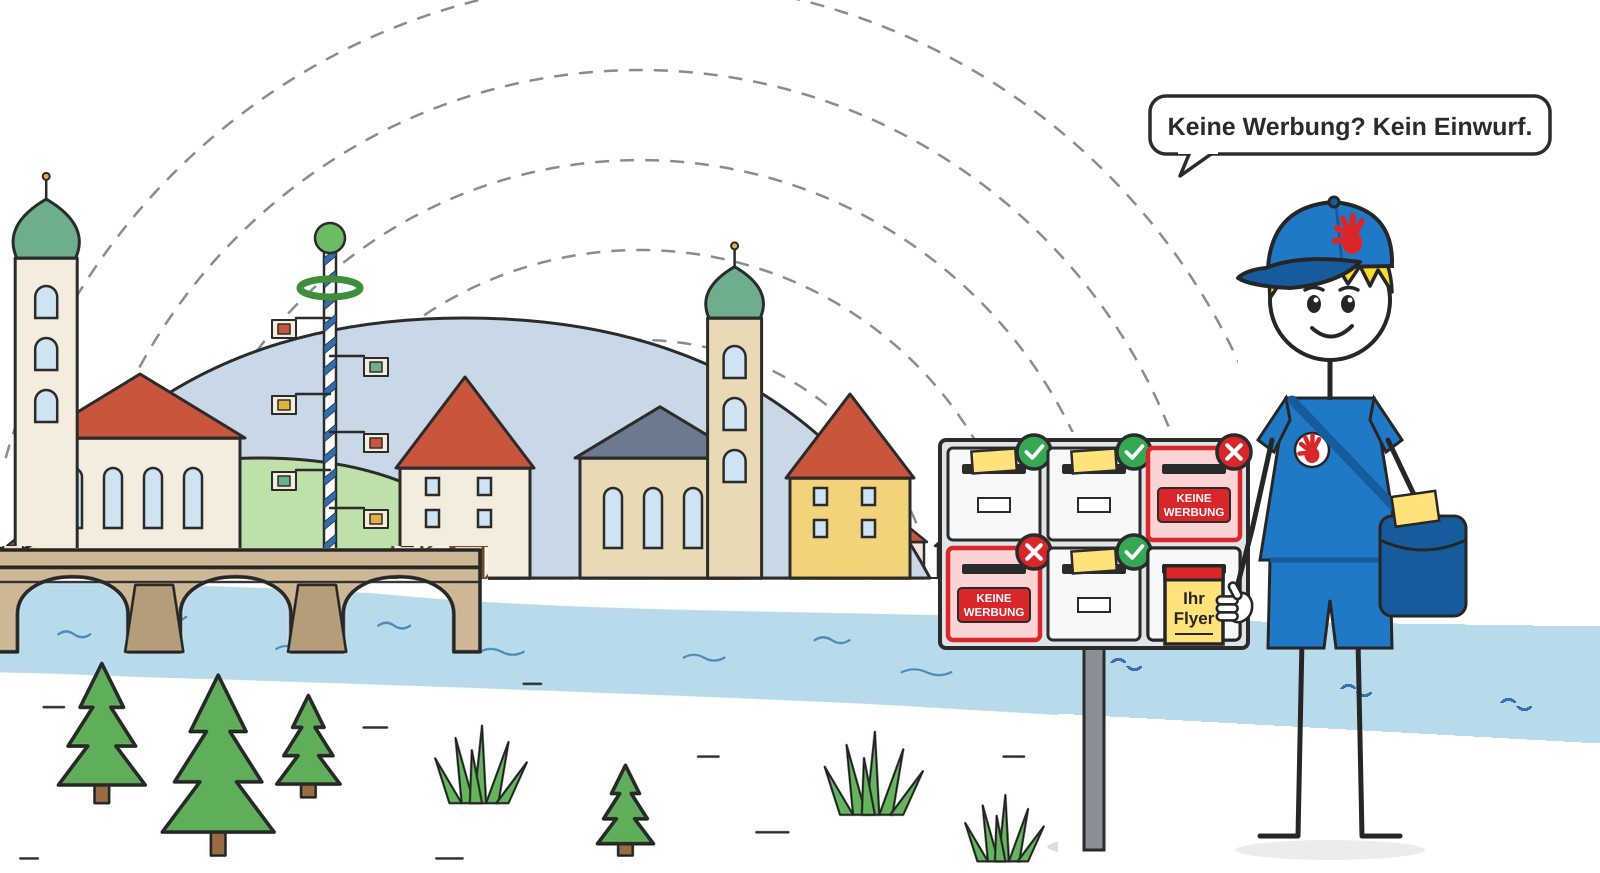 Keine Werbung? Kein Einwurf.
KEINE
WERBUNG
KEINE
WERBUNG
Ihr
Flyer